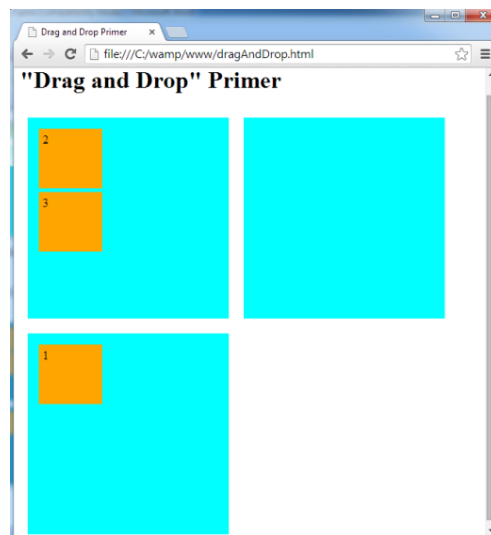 Drag and Drop Primer
file:///C:/wamp/www/dragAndDrop.html
"Drag and Drop" Primer
2
3
1